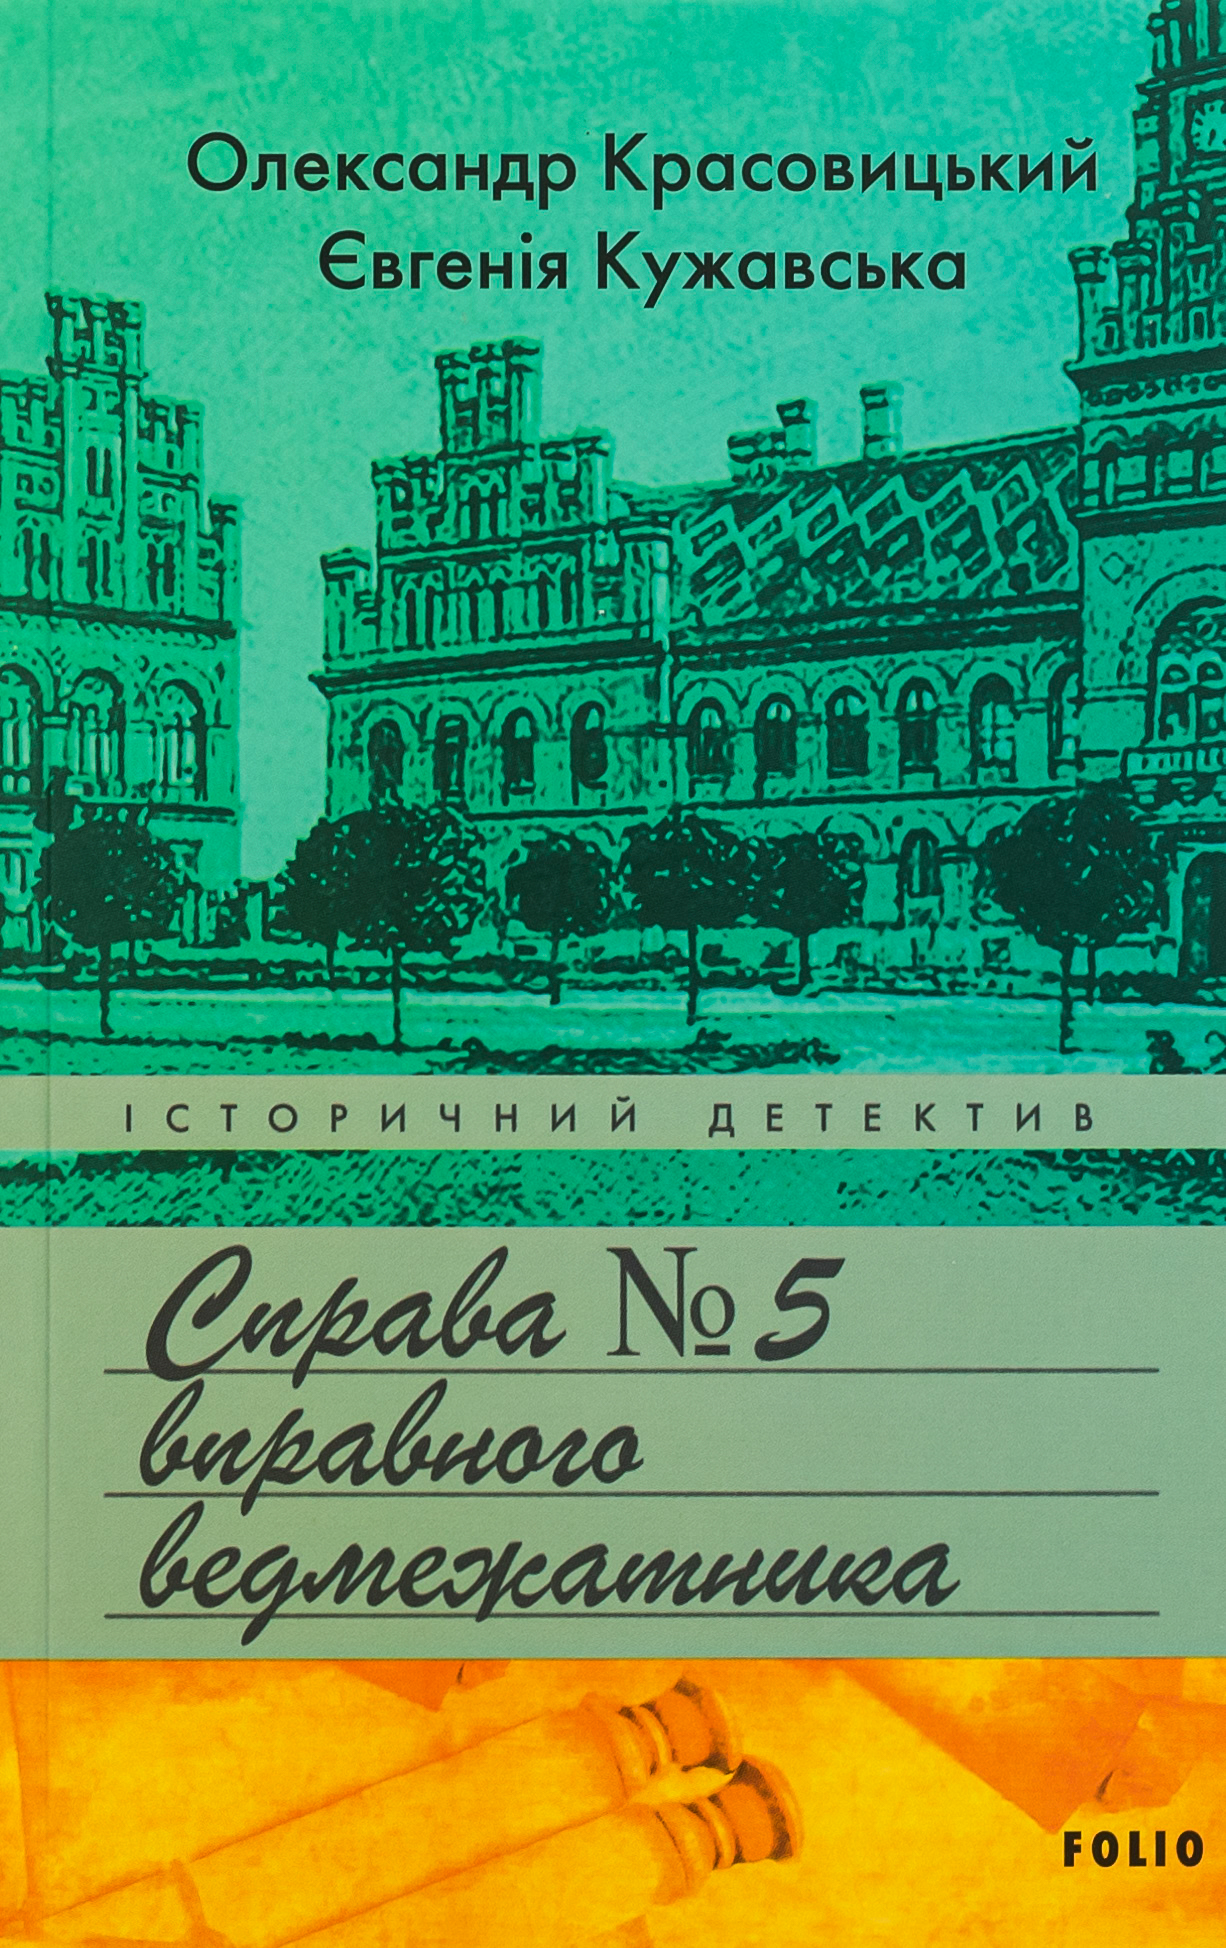 Олександр Красовицький
Євгенія Кужавська
ІСТОРИЧНИЙ ДЕТЕКТИВ
Справа № 5
вправного
ведмежатника
FOLIO